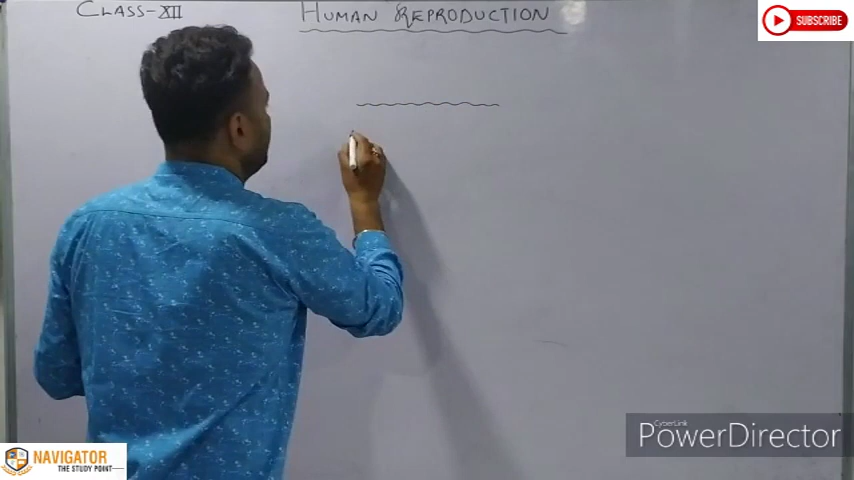 CLASS-XII
HUMAN REPRODUCTION
SUBSCRIBE
CyberLink
PowerDirector
NAVIGATOR
THE STUDY POINT